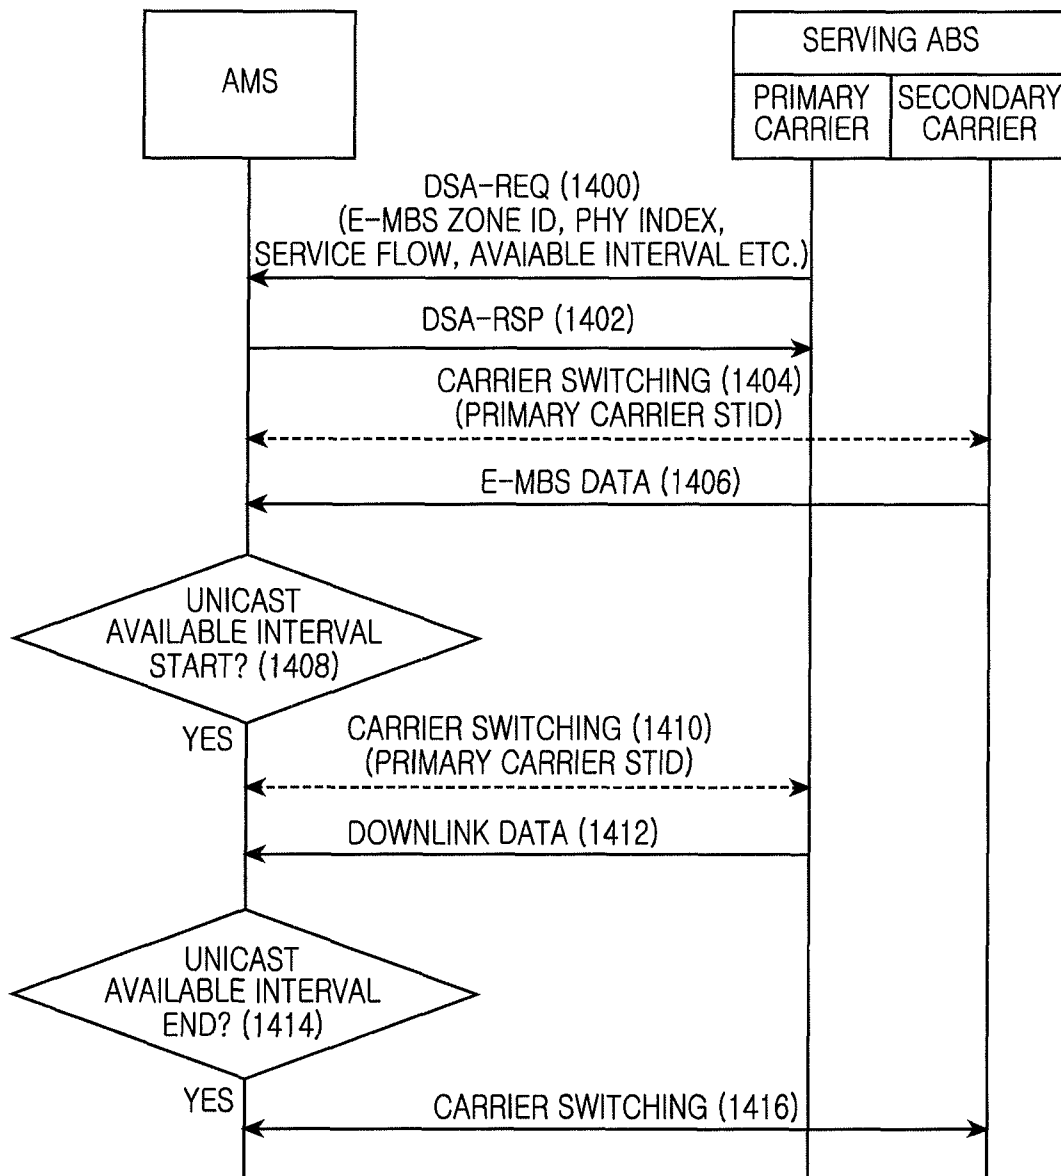 AMS
SERVING ABS
PRIMARY
CARRIER
SECONDARY
CARRIER
DSA-REQ (1400)
(E-MBS ZONE ID, PHY INDEX,
SERVICE FLOW, AVAIABLE INTERVAL ETC.)
DSA-RSP (1402)
CARRIER SWITCHING (1404)
(PRIMARY CARRIER STID)
E-MBS DATA (1406)
UNICAST
AVAILABLE INTERVAL
START? (1408)
YES
CARRIER SWITCHING (1410)
(PRIMARY CARRIER STID)
DOWNLINK DATA (1412)
UNICAST
AVAILABLE INTERVAL
END? (1414)
YES
CARRIER SWITCHING (1416)